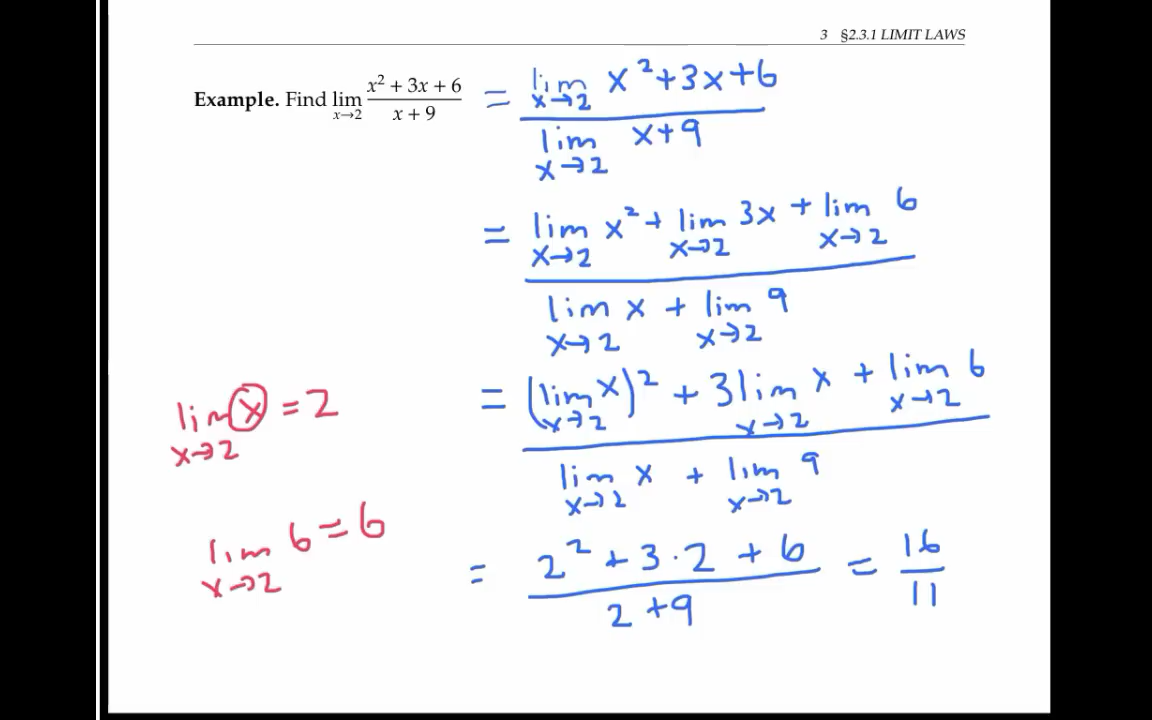 3 §2.3.1 LIMIT LAWS
Example. Find lim x→2 (x² + 3x + 6)/(x + 9) = (lim x→2 x²+3x+6)/(lim x→2 x+9)
= (lim x→2 x² + lim x→2 3x + lim x→2 6)/(lim x→2 x + lim x→2 9)
lim x→2 x = 2
= ((lim x→2 x)² + 3 lim x→2 x + lim x→2 6)/(lim x→2 x + lim x→2 9)
lim x→2 6 = 6
= (2² + 3·2 + 6)/(2+9) = 16/11